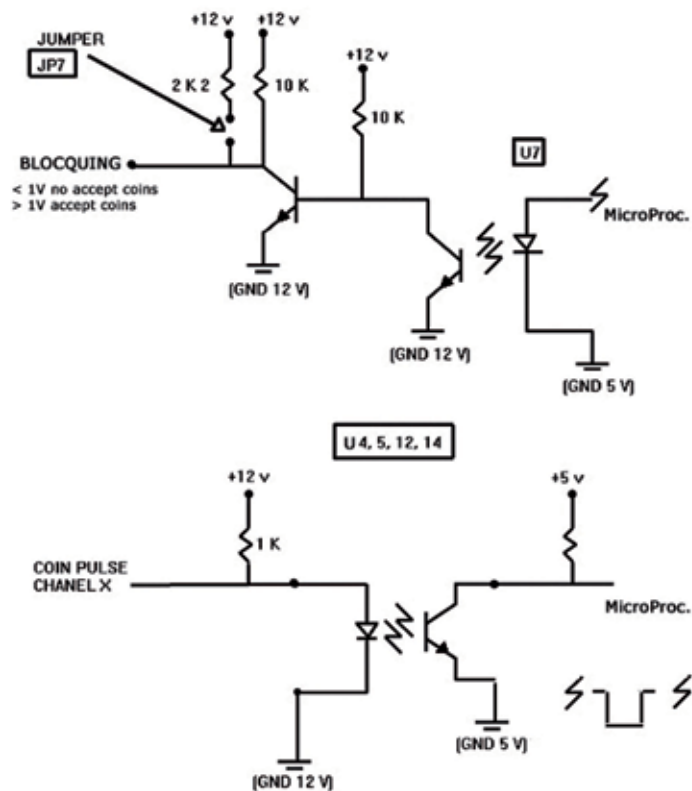 +12 v
+12 v
JUMPER
JP7
2 K 2
10 K
+12 v
10 K
U7
BLOCQUING
< 1V no accept coins
> 1V accept coins
MicroProc.
(GND 12 V)
(GND 12 V)
(GND 5 V)
U 4, 5, 12, 14
+12 v
+5 v
1 K
COIN PULSE
CHANEL X
MicroProc.
(GND 5 V)
(GND 12 V)